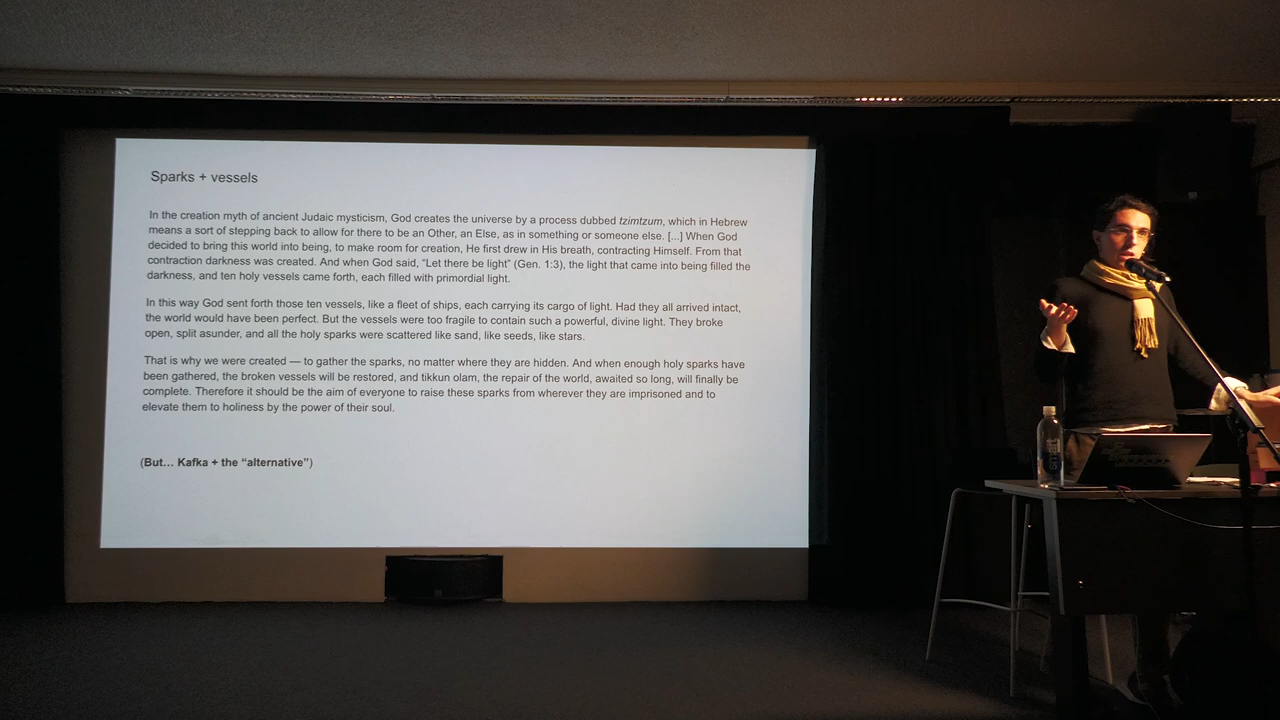 Sparks + vessels
In the creation myth of ancient Judaic mysticism, God creates the universe by a process dubbed tzimtzum, which in Hebrew
means a sort of stepping back to allow for there to be an Other, an Else, as in something or someone else. [...] When God
decided to bring this world into being, to make room for creation, He first drew in His breath, contracting Himself. From that
contraction darkness was created. And when God said, “Let there be light” (Gen. 1:3), the light that came into being filled the
darkness, and ten holy vessels came forth, each filled with primordial light.
In this way God sent forth those ten vessels, like a fleet of ships, each carrying its cargo of light. Had they all arrived intact,
the world would have been perfect. But the vessels were too fragile to contain such a powerful, divine light. They broke
open, split asunder, and all the holy sparks were scattered like sand, like seeds, like stars.
That is why we were created — to gather the sparks, no matter where they are hidden. And when enough holy sparks have
been gathered, the broken vessels will be restored, and tikkun olam, the repair of the world, awaited so long, will finally be
complete. Therefore it should be the aim of everyone to raise these sparks from wherever they are imprisoned and to
elevate them to holiness by the power of their soul.
(But... Kafka + the “alternative”)